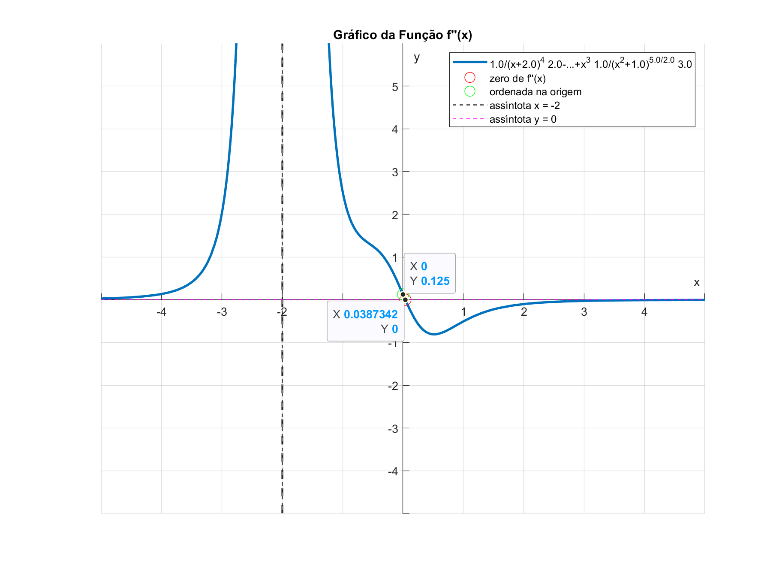 Gráfico da Função f''(x)
y
1.0/(x+2.0)^4 2.0-...+x^3 1.0/(x^2+1.0)^5.0/2.0 3.0
zero de f''(x)
ordenada na origem
assíntota x = -2
assíntota y = 0
5
4
3
2
1
X 0
Y 0.125
x
-4 -3 -2 1 2 3 4
X 0.0387342
Y 0
-1
-2
-3
-4